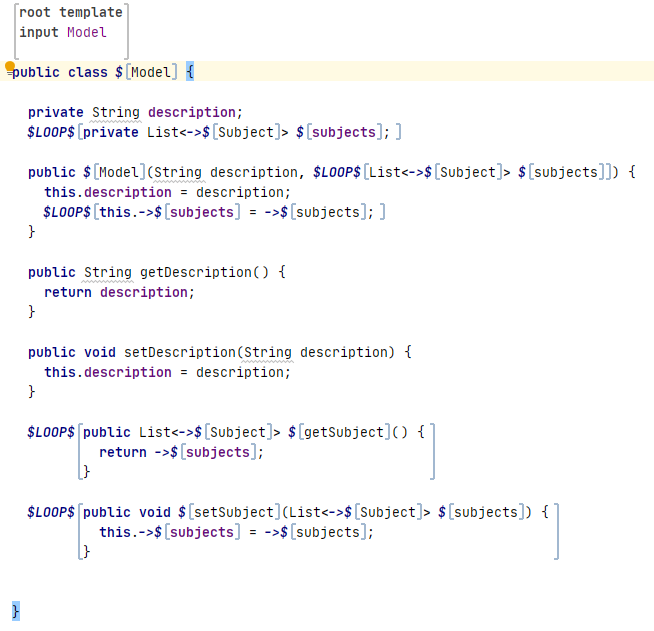 root template
input Model
public class $[Model] {
private String description;
$LOOP$[private List<->$[Subject]> $[subjects]; ]
public $[Model](String description, $LOOP$[List<->$[Subject]> $[subjects]]) {
this.description = description;
$LOOP$[this.->$[subjects] = ->$[subjects]; ]
}
public String getDescription() {
return description;
}
public void setDescription(String description) {
this.description = description;
}
$LOOP$[public List<->$[Subject]> $[getSubject]() {
return ->$[subjects];
}
$LOOP$[public void $[setSubject](List<->$[Subject]> $[subjects]) {
this.->$[subjects] = ->$[subjects];
}
}